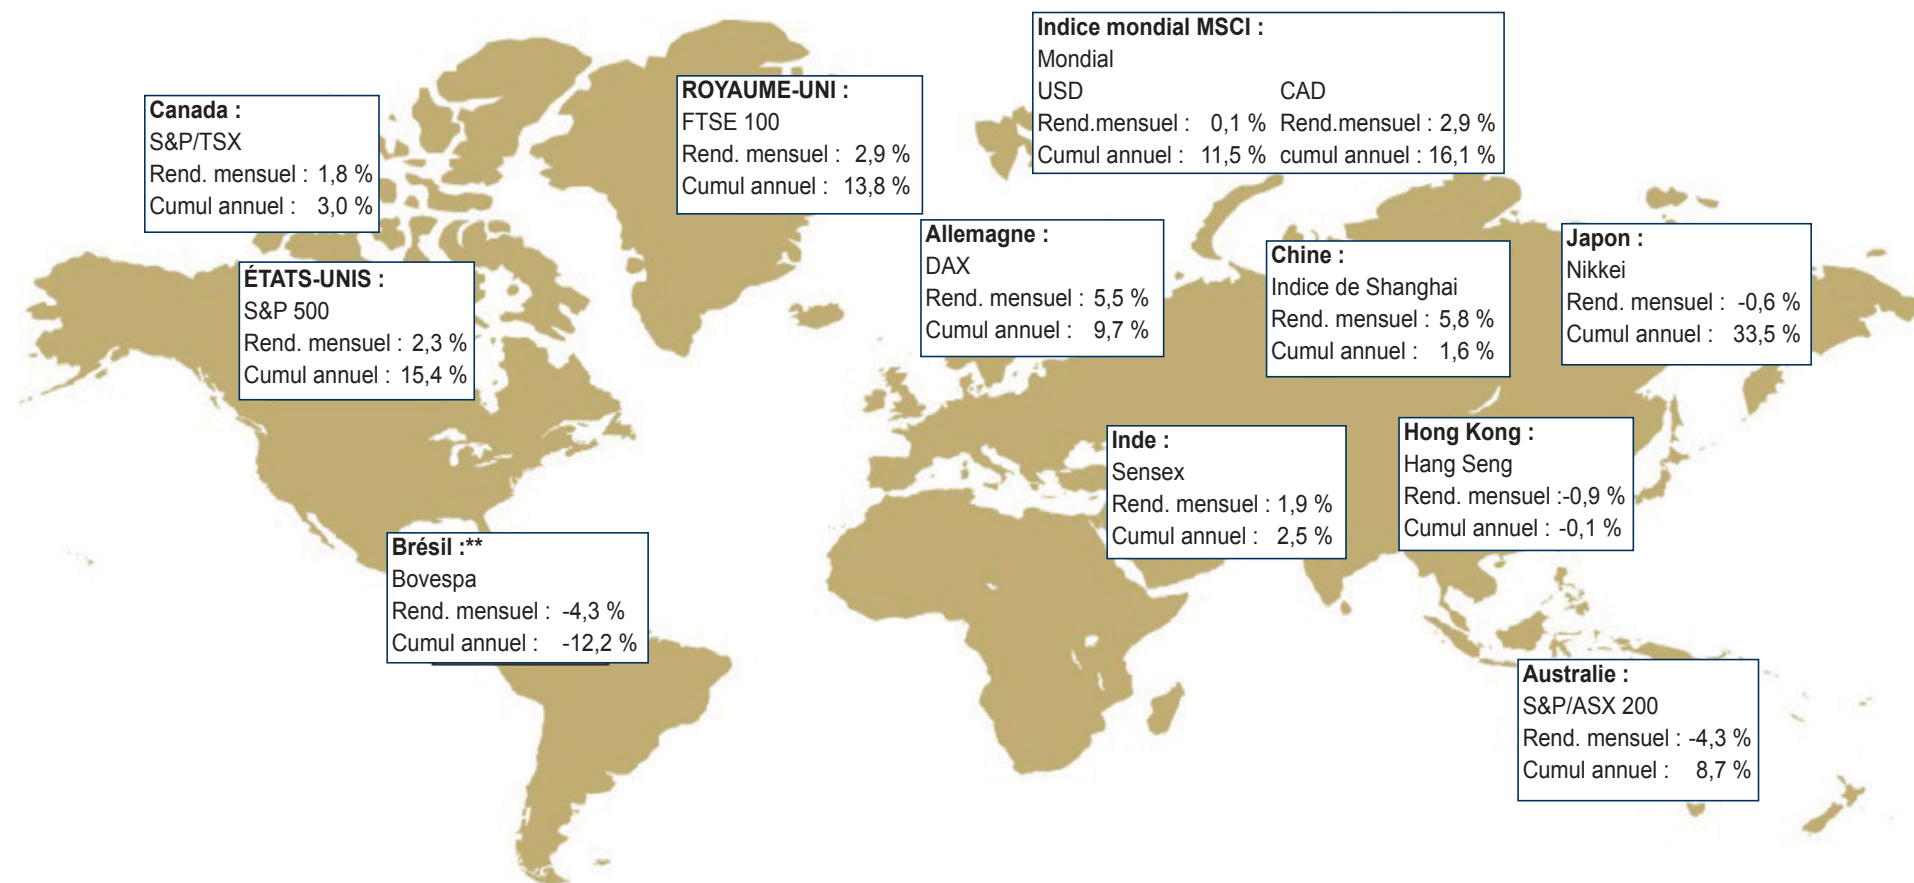 Indice mondial MSCI :
Mondial
USD CAD
Rend.mensuel : 0,1 % Rend.mensuel : 2,9 %
Cumul annuel : 11,5 % cumul annuel : 16,1 %
Canada :
S&P/TSX
Rend. mensuel : 1,8 %
Cumul annuel : 3,0 %
ROYAUME-UNI :
FTSE 100
Rend. mensuel : 2,9 %
Cumul annuel : 13,8 %
ÉTATS-UNIS :
S&P 500
Rend. mensuel : 2,3 %
Cumul annuel : 15,4 %
Allemagne :
DAX
Rend. mensuel : 5,5 %
Cumul annuel : 9,7 %
Chine :
Indice de Shanghai
Rend. mensuel : 5,8 %
Cumul annuel : 1,6 %
Japon :
Nikkei
Rend. mensuel : -0,6 %
Cumul annuel : 33,5 %
Inde :
Sensex
Rend. mensuel : 1,9 %
Cumul annuel : 2,5 %
Hong Kong :
Hang Seng
Rend. mensuel :-0,9 %
Cumul annuel : -0,1 %
Brésil :**
Bovespa
Rend. mensuel : -4,3 %
Cumul annuel : -12,2 %
Australie :
S&P/ASX 200
Rend. mensuel : -4,3 %
Cumul annuel : 8,7 %